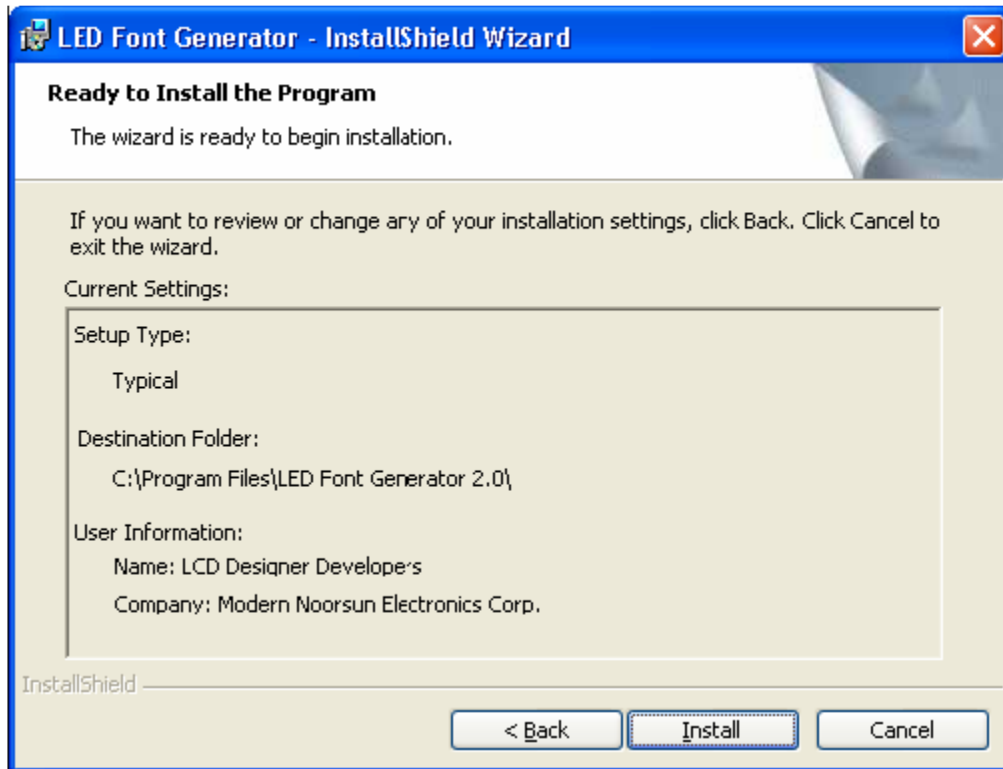 LED Font Generator - InstallShield Wizard
Ready to Install the Program
The wizard is ready to begin installation.
If you want to review or change any of your installation settings, click Back. Click Cancel to
exit the wizard.
Current Settings:
Setup Type:
Typical
Destination Folder:
C:\Program Files\LED Font Generator 2.0\
User Information:
Name: LCD Designer Developers
Company: Modern Noorsun Electronics Corp.
InstallShield
< Back
Install
Cancel